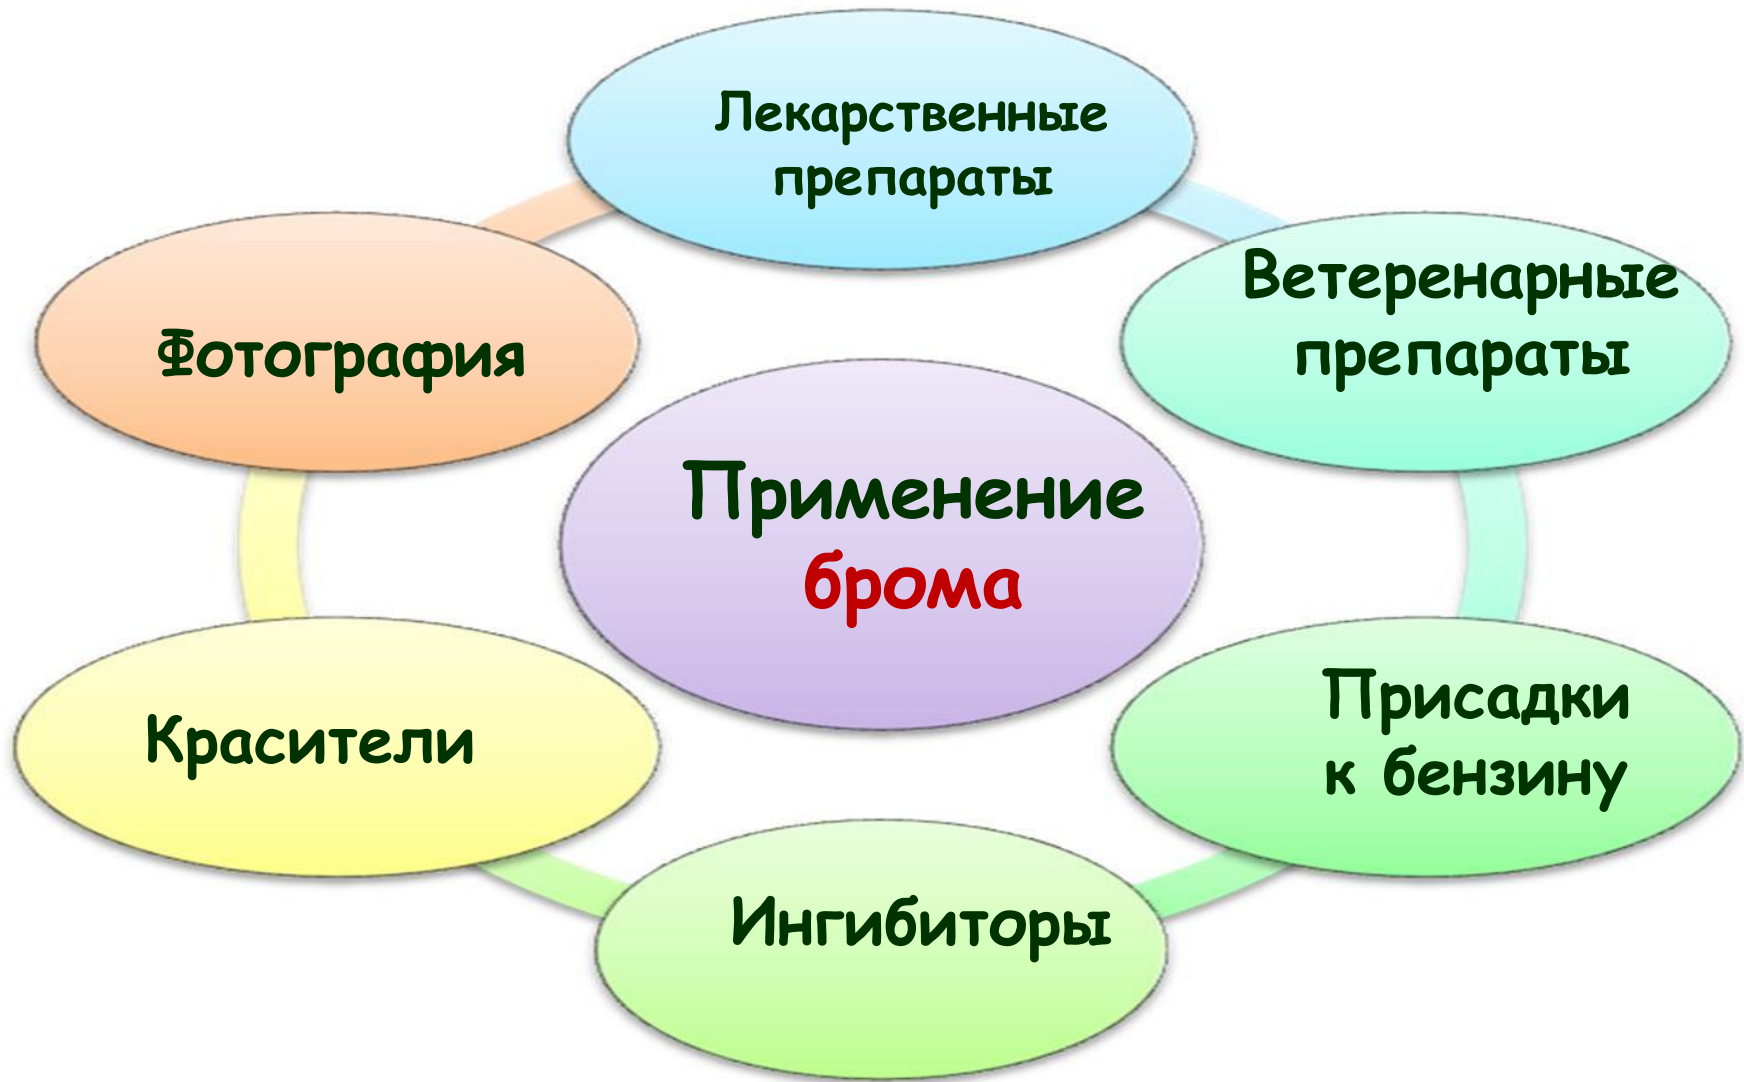 Лекарственные
препараты
Ветеренарные
препараты
Фотография
Применение
брома
Присадки
к бензину
Красители
Ингибиторы